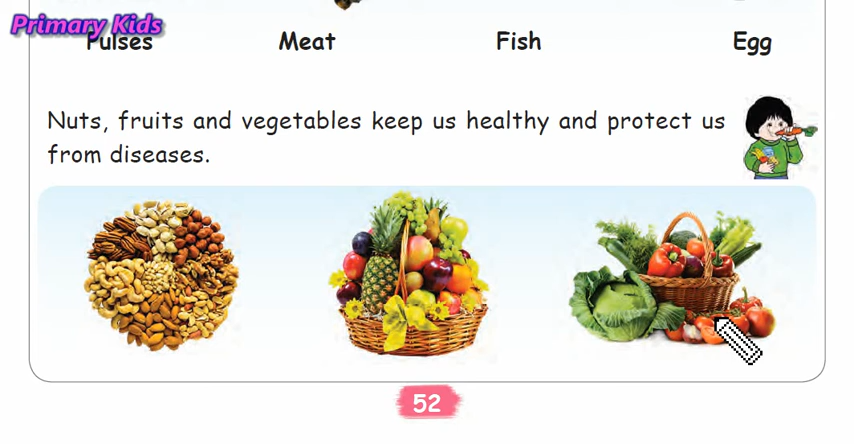 Primary Kids
Pulses Meat Fish Egg
Nuts, fruits and vegetables keep us healthy and protect us
from diseases.
52